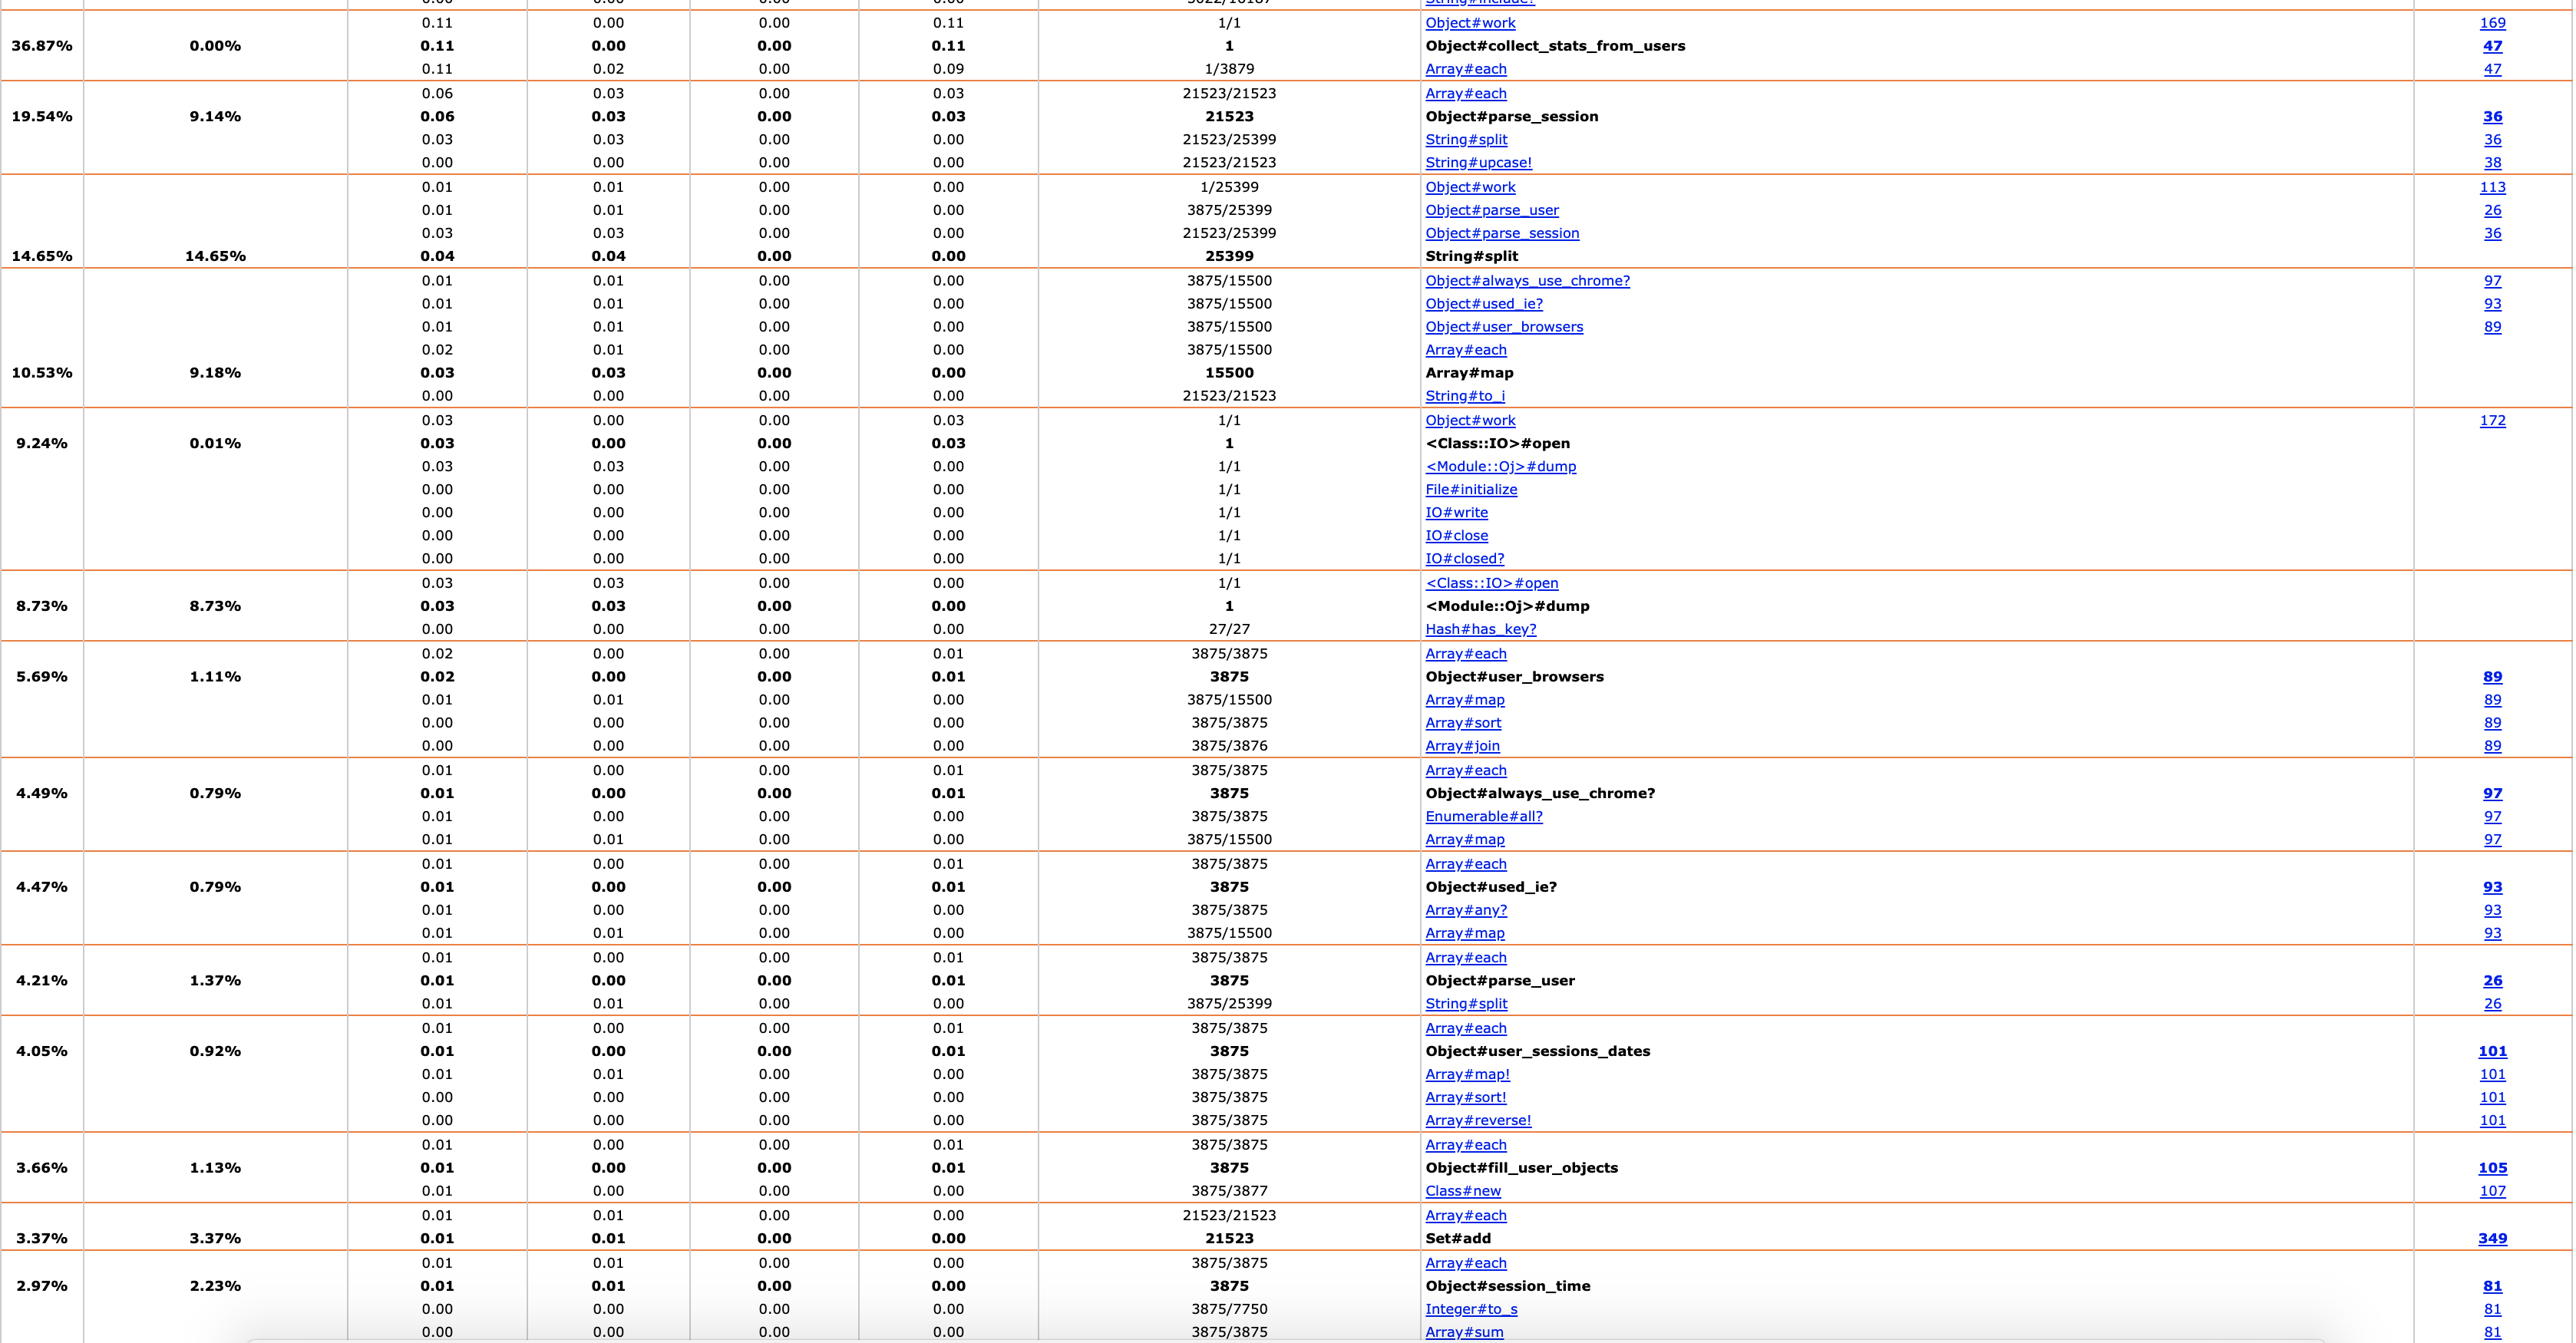 0.00 0.00 0.00 0.00 3022/16187 String#include?
0.11 0.00 0.00 0.11 1/1 Object#work 169
36.87% 0.00% 0.11 0.00 0.00 0.11 1 Object#collect_stats_from_users 47
0.11 0.02 0.00 0.09 1/3879 Array#each 47
0.06 0.03 0.00 0.03 21523/21523 Array#each
19.54% 9.14% 0.06 0.03 0.00 0.03 21523 Object#parse_session 36
0.03 0.03 0.00 0.00 21523/25399 String#split 36
0.00 0.00 0.00 0.00 21523/21523 String#upcase! 38
0.01 0.01 0.00 0.00 1/25399 Object#work 113
0.01 0.01 0.00 0.00 3875/25399 Object#parse_user 26
0.03 0.03 0.00 0.00 21523/25399 Object#parse_session 36
14.65% 14.65% 0.04 0.04 0.00 0.00 25399 String#split
0.01 0.01 0.00 0.00 3875/15500 Object#always_use_chrome? 97
0.01 0.01 0.00 0.00 3875/15500 Object#used_ie? 93
0.01 0.01 0.00 0.00 3875/15500 Object#user_browsers 89
0.02 0.01 0.00 0.00 3875/15500 Array#each
10.53% 9.18% 0.03 0.03 0.00 0.00 15500 Array#map
0.00 0.00 0.00 0.00 21523/21523 String#to_i
0.03 0.00 0.00 0.03 1/1 Object#work 172
9.24% 0.01% 0.03 0.00 0.00 0.03 1 <Class::IO>#open
0.03 0.03 0.00 0.00 1/1 <Module::Oj>#dump
0.00 0.00 0.00 0.00 1/1 File#initialize
0.00 0.00 0.00 0.00 1/1 IO#write
0.00 0.00 0.00 0.00 1/1 IO#close
0.00 0.00 0.00 0.00 1/1 IO#closed?
0.03 0.03 0.00 0.00 1/1 <Class::IO>#open
8.73% 8.73% 0.03 0.03 0.00 0.00 1 <Module::Oj>#dump
0.00 0.00 0.00 0.00 27/27 Hash#has_key?
0.02 0.00 0.00 0.01 3875/3875 Array#each
5.69% 1.11% 0.02 0.00 0.00 0.01 3875 Object#user_browsers 89
0.01 0.01 0.00 0.00 3875/15500 Array#map 89
0.00 0.00 0.00 0.00 3875/3875 Array#sort 89
0.00 0.00 0.00 0.00 3875/3876 Array#join 89
0.01 0.00 0.00 0.01 3875/3875 Array#each
4.49% 0.79% 0.01 0.00 0.00 0.01 3875 Object#always_use_chrome? 97
0.01 0.00 0.00 0.00 3875/3875 Enumerable#all? 97
0.01 0.01 0.00 0.00 3875/15500 Array#map 97
0.01 0.00 0.00 0.01 3875/3875 Array#each
4.47% 0.79% 0.01 0.00 0.00 0.01 3875 Object#used_ie? 93
0.01 0.00 0.00 0.00 3875/3875 Array#any? 93
0.01 0.01 0.00 0.00 3875/15500 Array#map 93
0.01 0.00 0.00 0.01 3875/3875 Array#each
4.21% 1.37% 0.01 0.00 0.00 0.01 3875 Object#parse_user 26
0.01 0.01 0.00 0.00 3875/25399 String#split 26
0.01 0.00 0.00 0.01 3875/3875 Array#each
4.05% 0.92% 0.01 0.00 0.00 0.01 3875 Object#user_sessions_dates 101
0.01 0.01 0.00 0.00 3875/3875 Array#map! 101
0.00 0.00 0.00 0.00 3875/3875 Array#sort! 101
0.00 0.00 0.00 0.00 3875/3875 Array#reverse! 101
0.01 0.00 0.00 0.01 3875/3875 Array#each
3.66% 1.13% 0.01 0.00 0.00 0.01 3875 Object#fill_user_objects 105
0.01 0.00 0.00 0.00 3875/3877 Class#new 107
0.01 0.01 0.00 0.00 21523/21523 Array#each
3.37% 3.37% 0.01 0.01 0.00 0.00 21523 Set#add 349
0.01 0.01 0.00 0.00 3875/3875 Array#each
2.97% 2.23% 0.01 0.01 0.00 0.00 3875 Object#session_time 81
0.00 0.00 0.00 0.00 3875/7750 Integer#to_s 81
0.00 0.00 0.00 0.00 3875/3875 Array#sum 81